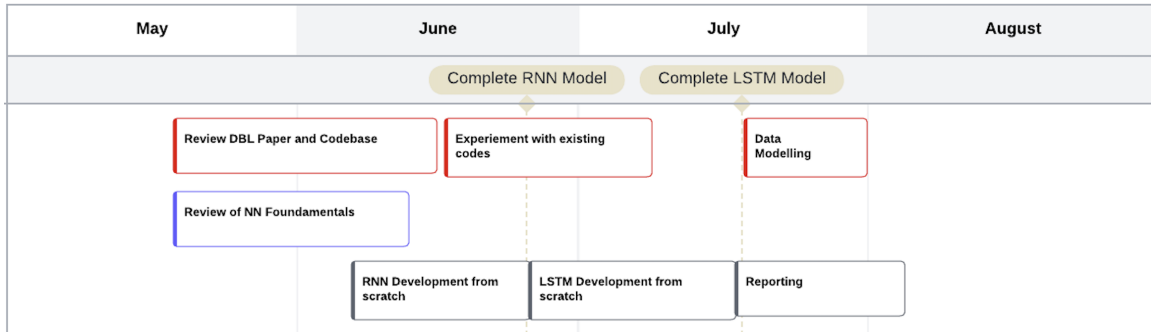 May
June
July
August
Complete RNN Model
Complete LSTM Model
Review DBL Paper and Codebase
Experiement with existing
codes
Data
Modelling
Review of NN Foundamentals
RNN Development from
scratch
LSTM Development from
scratch
Reporting